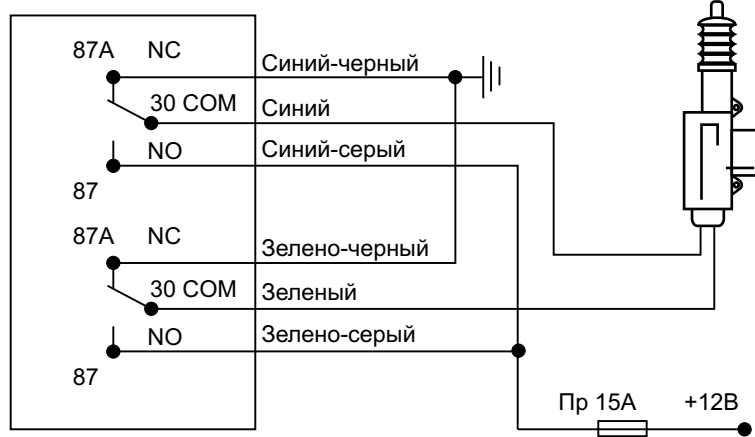 87A NC
Синий-черный
30 COM
Синий
NO
Синий-серый
87
87A NC
Зелено-черный
30 COM
Зеленый
NO
Зелено-серый
87
Пр 15А
+12В